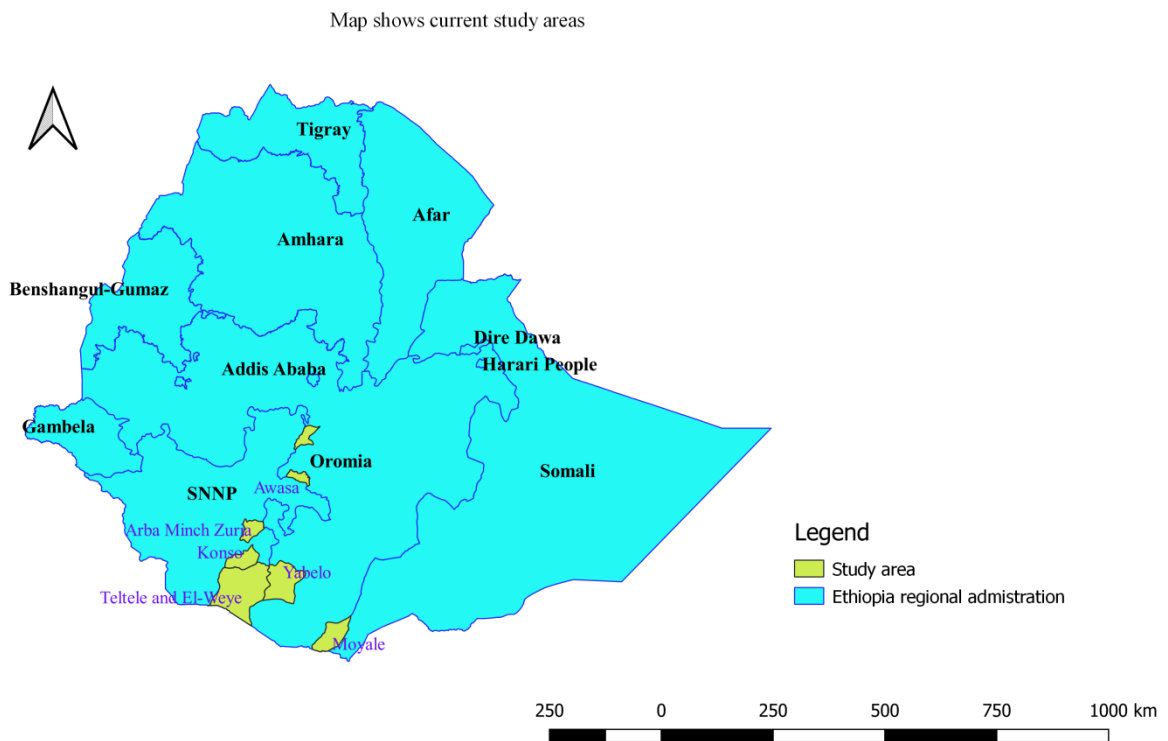 Map shows current study areas
Tigray
Afar
Amhara
Benshangul-Gumaz
Dire Dawa
Harari People
Addis Ababa
Gambela
Oromia
Somali
SNNP
Awasa
Arba Minch Zuria
Konso
Yabelo
Teltele and El-Weye
Moyale
Legend
Study area
Ethiopia regional admistration
250 0 250 500 750 1000 km